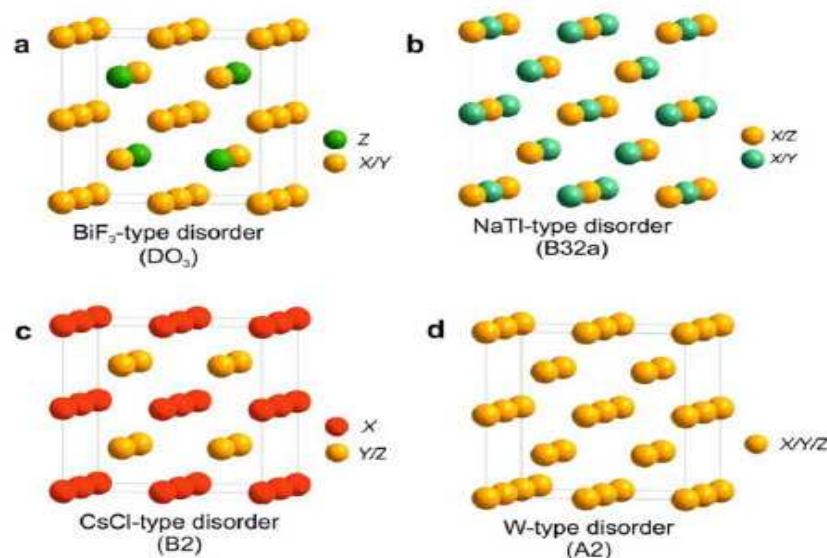 a
Z
X/Y
BiF₃-type disorder
(DO₃)
b
X/Z
X/Y
NaTl-type disorder
(B32a)
c
X
Y/Z
CsCl-type disorder
(B2)
d
X/Y/Z
W-type disorder
(A2)